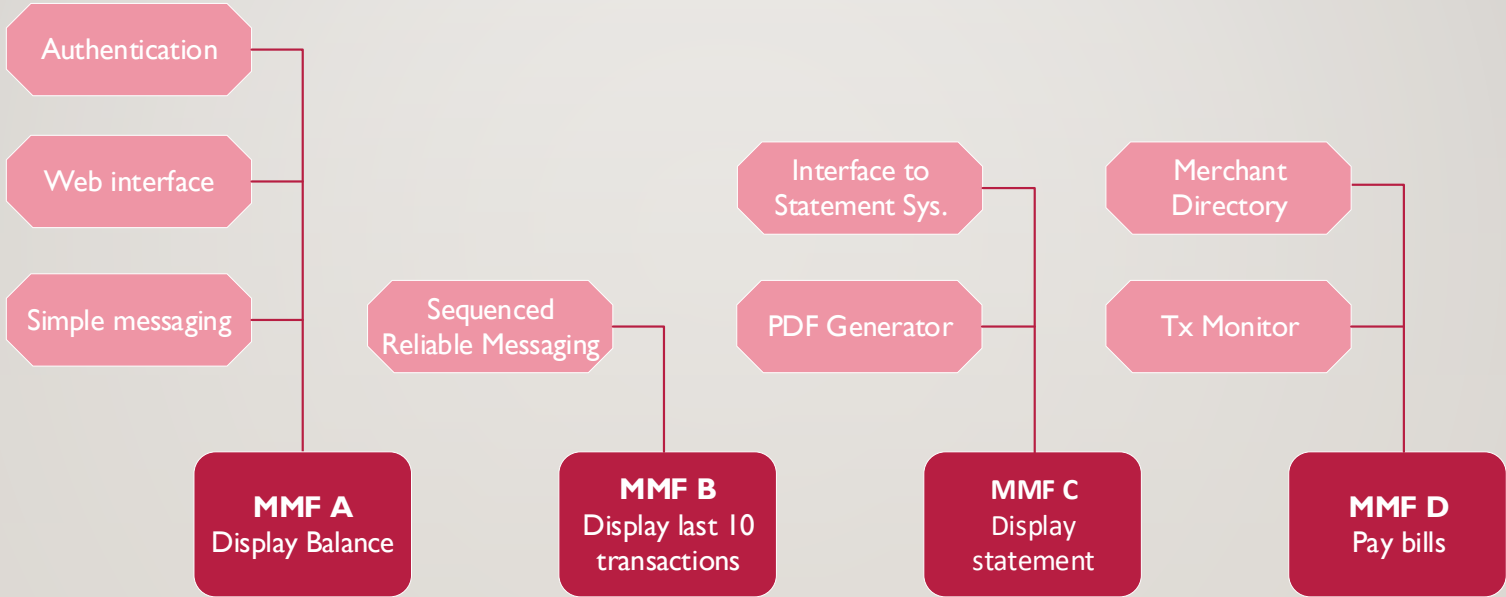 Authentication
Web interface
Simple messaging
Sequenced
Reliable Messaging
Interface to
Statement Sys.
PDF Generator
Merchant
Directory
Tx Monitor
MMF A
Display Balance
MMF B
Display last 10
transactions
MMF C
Display
statement
MMF D
Pay bills